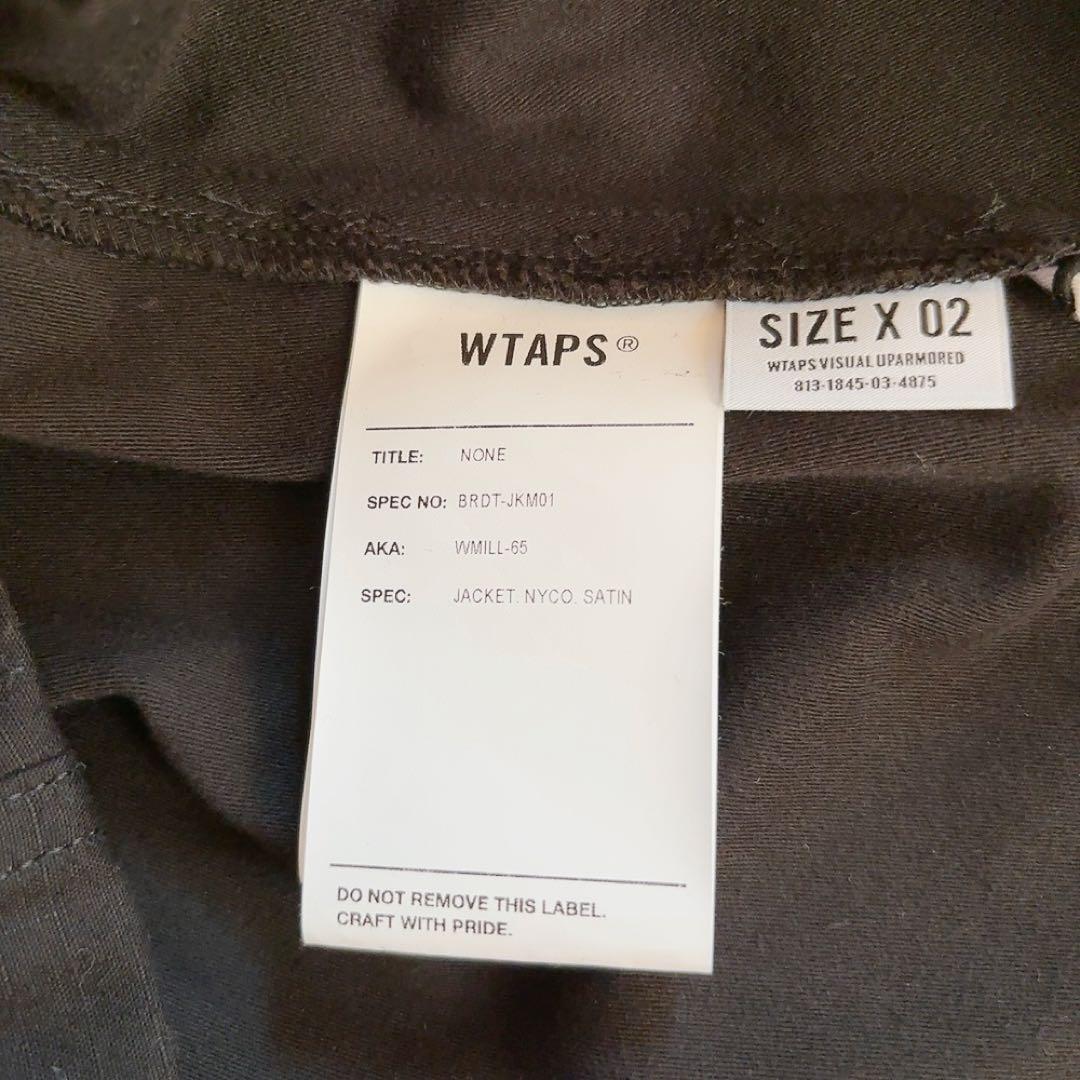 WTAPS®
TITLE: NONE
SPEC NO: BRDT-JKM01
AKA: WMILL-65
SPEC: JACKET. NYCO. SATIN
DO NOT REMOVE THIS LABEL.
CRAFT WITH PRIDE.
SIZE X 02
WTAPS VISUAL UPARMORED
813-1845-03-4875